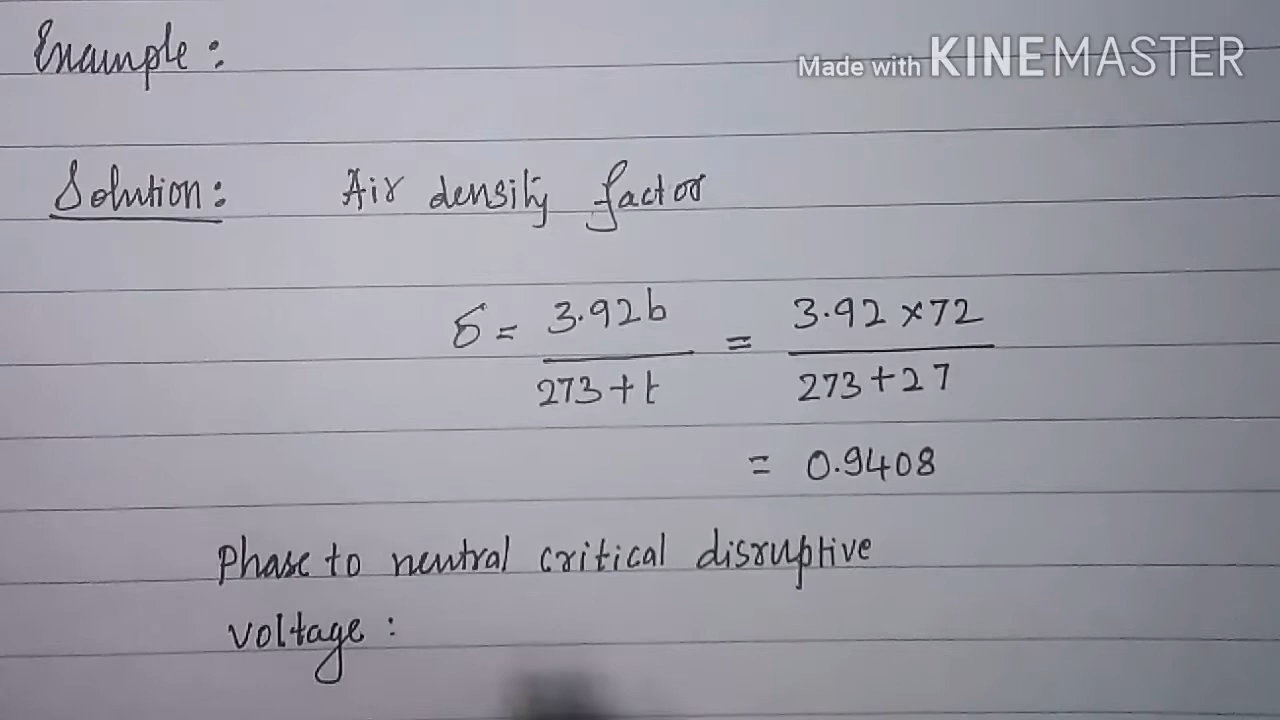 Example:
Made with KINEMASTER
Solution: Air density factor
δ = 3.92b / 273+t = 3.92×72 / 273+27
= 0.9408
Phase to neutral critical disruptive
voltage: